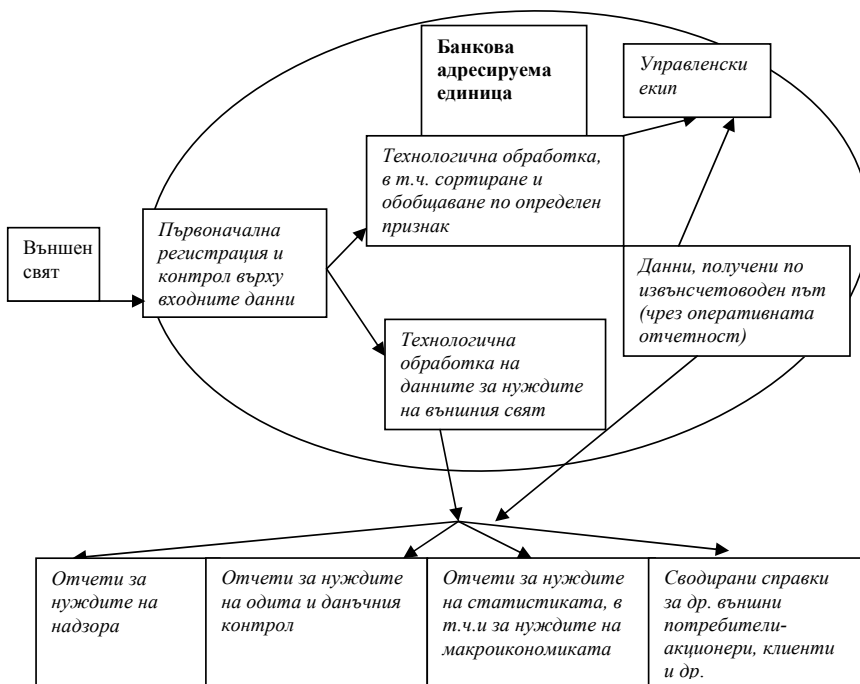 Банкова
адресируема
единица
Управленски
екип
Технологична обработка,
в т.ч. сортиране и
обобщаване по определен
признак
Външен
свят
Първоначална
регистрация и
контрол върху
входните данни
Данни, получени по
извънсчетоводен път
(чрез оперативната
отчетност)
Технологична
обработка на
данните за нуждите
на външния свят
Отчети за
нуждите на
надзора
Отчети за нуждите
на одита и данъчния
контрол
Отчети за нуждите
на статистиката, в
т.ч.и за нуждите на
макроикономиката
Сводирани справки
за др. външни
потребители-
акционери, клиенти
и др.